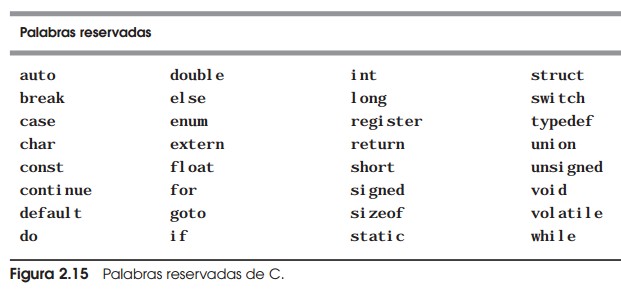 Palabras reservadas
auto double int struct
break else long switch
case enum register typedef
char extern return union
const float short unsigned
continue for signed void
default goto sizeof volatile
do if static while
Figura 2.15 Palabras reservadas de C.